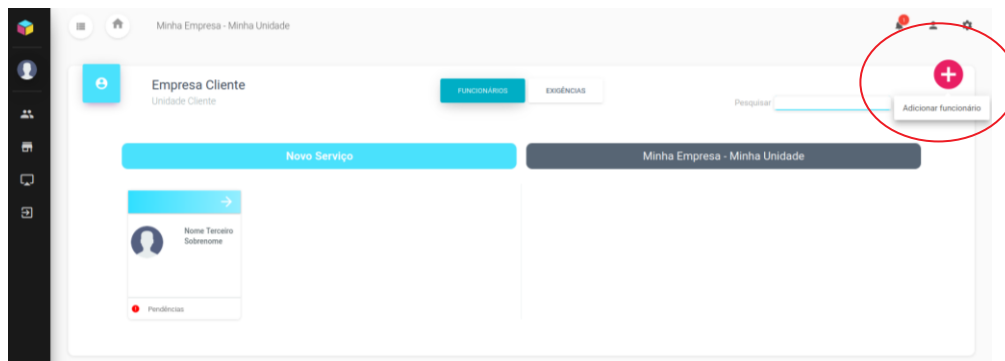 Minha Empresa - Minha Unidade
Empresa Cliente
Unidade Cliente
FUNCIONÁRIOS
EXIGÊNCIAS
Pesquisar
Adicionar funcionário
Novo Serviço
Minha Empresa - Minha Unidade
Nome Terceiro
Sobrenome
Pendências